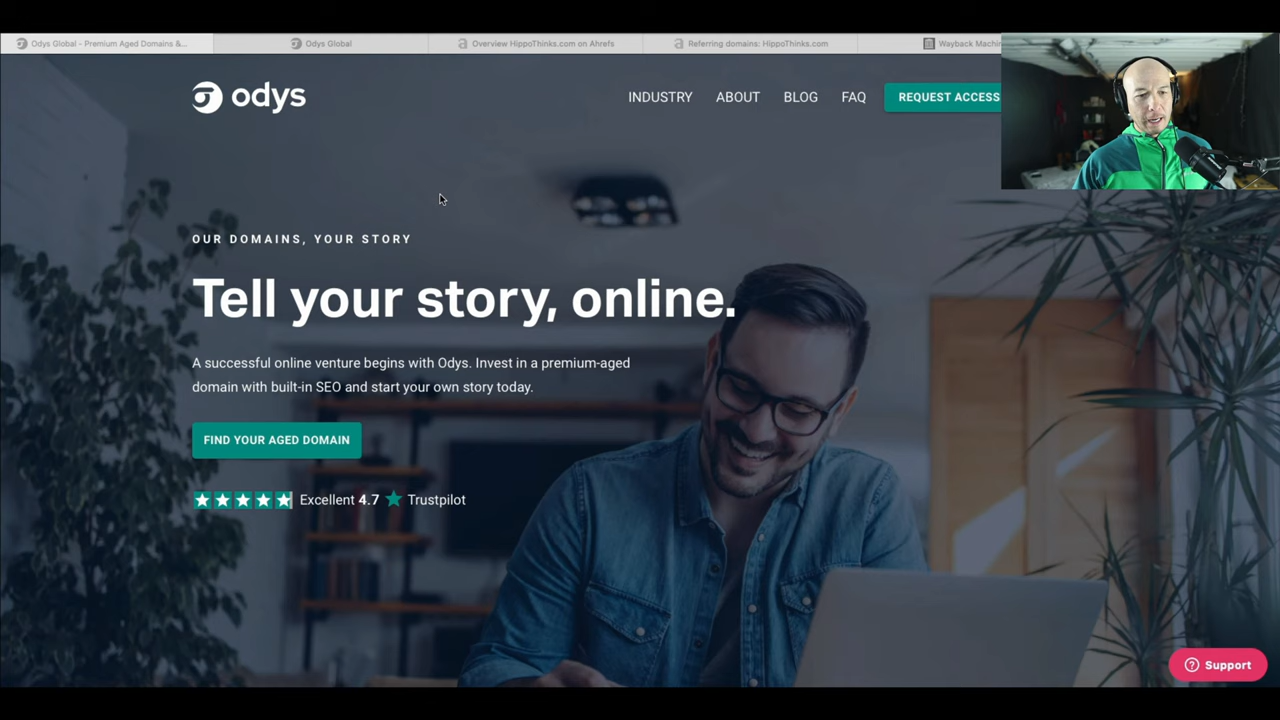 Odys Global - Premium Aged Domains &...
Odys Global
Overview HippoThinks.com on Ahrefs
Referring domains: HippoThinks.com
Wayback Machin
odys
INDUSTRY
ABOUT
BLOG
FAQ
REQUEST ACCESS
OUR DOMAINS, YOUR STORY
Tell your story, online.
A successful online venture begins with Odys. Invest in a premium-aged
domain with built-in SEO and start your own story today.
FIND YOUR AGED DOMAIN
Excellent 4.7 Trustpilot
Support